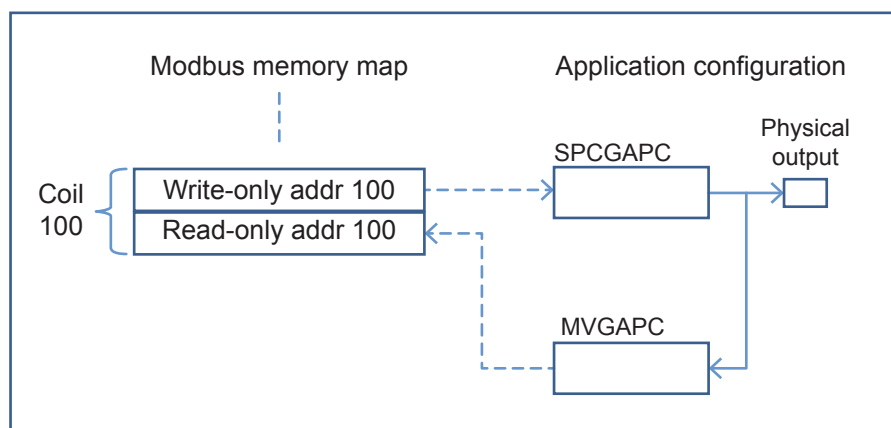 Modbus memory map
Application configuration
Physical
output
SPCGAPC
Coil
100
Write-only addr 100
Read-only addr 100
MVGAPC